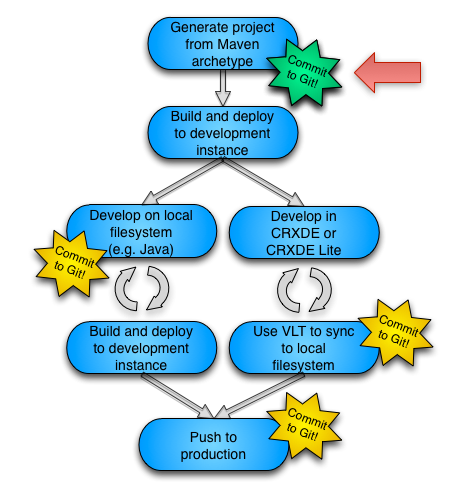 Generate project
from Maven
archetype
Commit
to Git!
Build and deploy
to development
instance
Develop on local
filesystem
(e.g. Java)
Commit
to Git!
Develop in
CRXDE or
CRXDE Lite
Build and deploy
to development
instance
Use VLT to sync
to local
filesystem
Commit
to Git!
Push to
production
Commit
to Git!